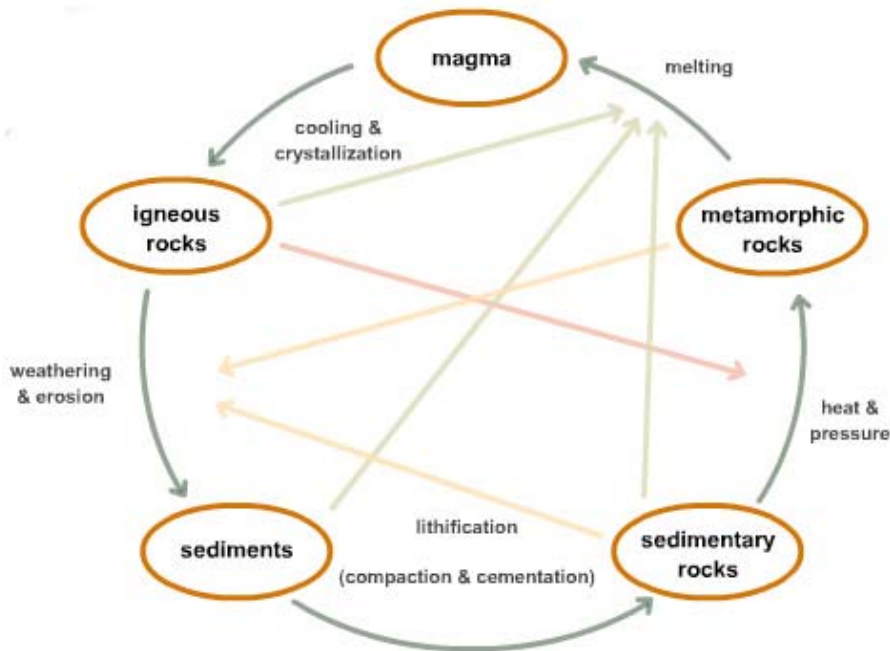 magma
melting
cooling &
crystallization
igneous
rocks
metamorphic
rocks
weathering
& erosion
heat &
pressure
sediments
lithification
(compaction & cementation)
sedimentary
rocks